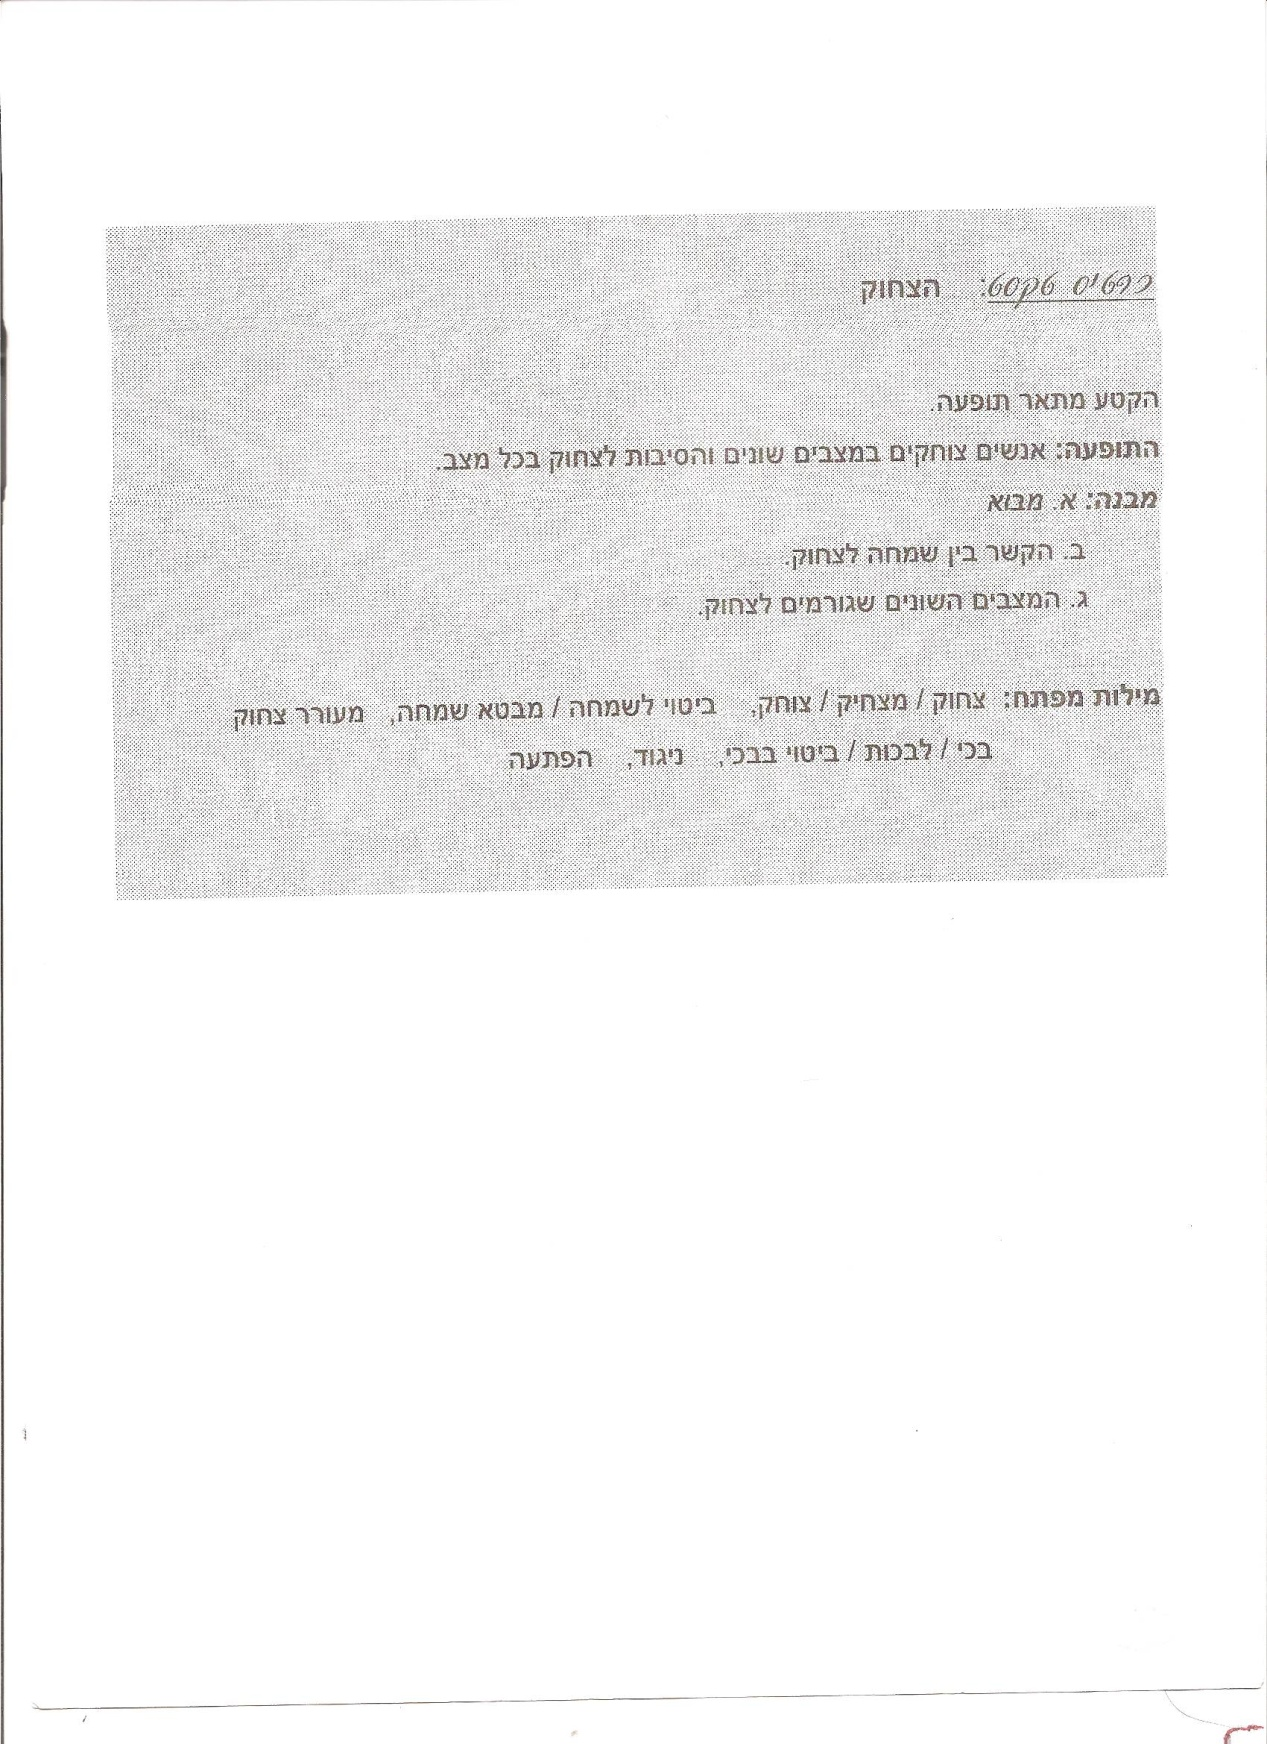 כרטיס טקסט: הצחוק
הקטע מתאר תופעה.
התופעה: אנשים צוחקים במצבים שונים והסיבות לצחוק בכל מצב.
מבנה: א. מבוא
ב. הקשר בין שמחה לצחוק.
ג. המצבים השונים שגורמים לצחוק.
מילות מפתח: צחוק / מצחיק / צוחק, ביטוי לשמחה / מבטא שמחה, מעורר צחוק
בכי / לבכות / ביטוי בבכי, ניגוד, הפתעה